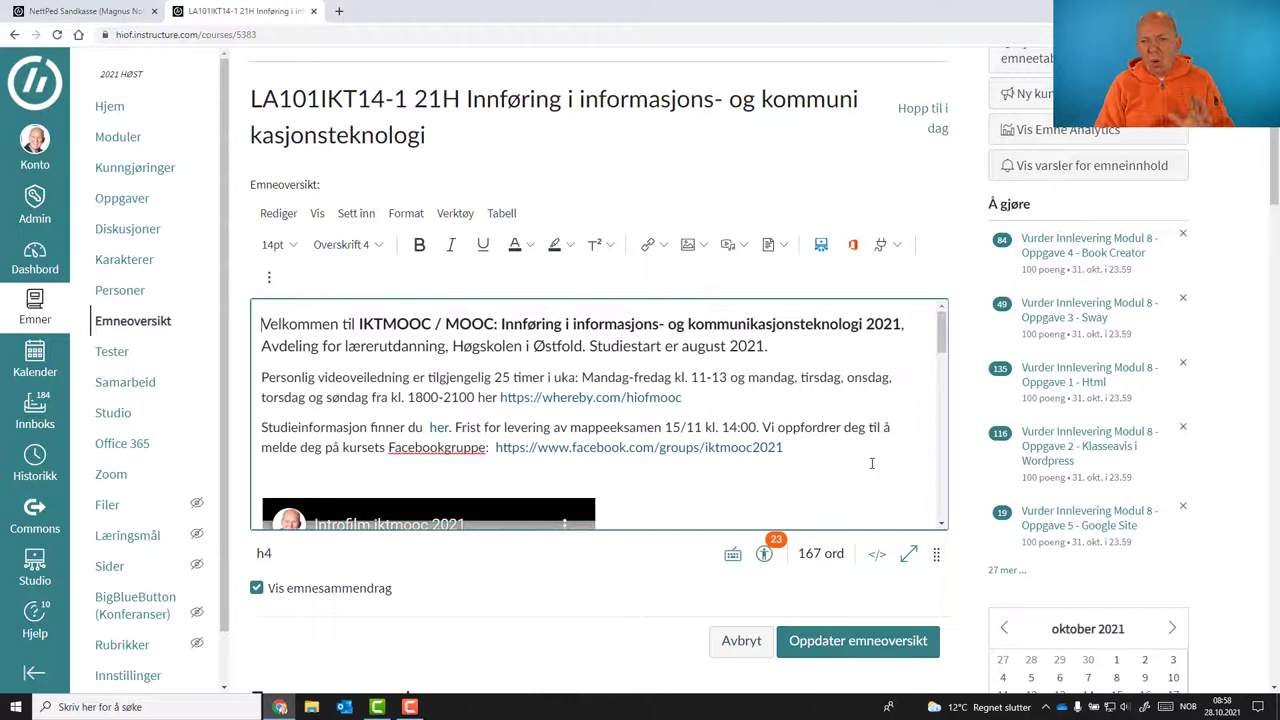 NettPed Sandkasse (Magnus No
LA101IKT14-1 21H Innføring i in
hiof.instructure.com/courses/5383
Konto
Admin
Dashbord
Emner
Kalender
184
Innboks
Historikk
Commons
Studio
10
Hjelp
2021 HØST
Hjem
Moduler
Kunngjøringer
Oppgaver
Diskusjoner
Karakterer
Personer
Emneoversikt
Tester
Samarbeid
Studio
Office 365
Zoom
Filer
Læringsmål
Sider
BigBlueButton
(Konferanser)
Rubrikker
Innstillinger
LA101IKT14-1 21H Innføring i informasjons- og kommuni
kasjonsteknologi
Hopp til i
dag
Emneoversikt:
Rediger Vis Sett inn Format Verktøy Tabell
14pt Overskrift 4 B I U A T²
Velkommen til IKTMOOC / MOOC: Innføring i informasjons- og kommunikasjonsteknologi 2021,
Avdeling for lærerutdanning, Høgskolen i Østfold. Studiestart er august 2021.
Personlig videoveiledning er tilgjengelig 25 timer i uka: Mandag-fredag kl. 11-13 og mandag, tirsdag, onsdag,
torsdag og søndag fra kl. 1800-2100 her https://whereby.com/hiofmooc
Studieinformasjon finner du her. Frist for levering av mappeeksamen 15/11 kl. 14:00. Vi oppfordrer deg til å
melde deg på kursets Facebookgruppe: https://www.facebook.com/groups/iktmooc2021
Introfilm iktmooc 2021
h4
23
167 ord
</>
Vis emnesammendrag
Avbryt
Oppdater emneoversikt
emneetab
Ny kun
Vis Emne Analytics
Vis varsler for emneinnhold
Å gjøre
84
Vurder Innlevering Modul 8 -
Oppgave 4 - Book Creator
100 poeng • 31. okt. i 23.59
49
Vurder Innlevering Modul 8 -
Oppgave 3 - Sway
100 poeng • 31. okt. i 23.59
135
Vurder Innlevering Modul 8 -
Oppgave 1 - Html
100 poeng • 31. okt. i 23.59
116
Vurder Innlevering Modul 8 -
Oppgave 2 - Klasseavis i
Wordpress
100 poeng • 31. okt. i 23.59
19
Vurder Innlevering Modul 8 -
Oppgave 5 - Google Site
100 poeng • 31. okt. i 23.59
27 mer ...
oktober 2021
27 28 29 30 1 2 3
4 5 6 7 8 9 10
Skriv her for å søke
12°C Regnet slutter
NOB
08:58
28.10.2021